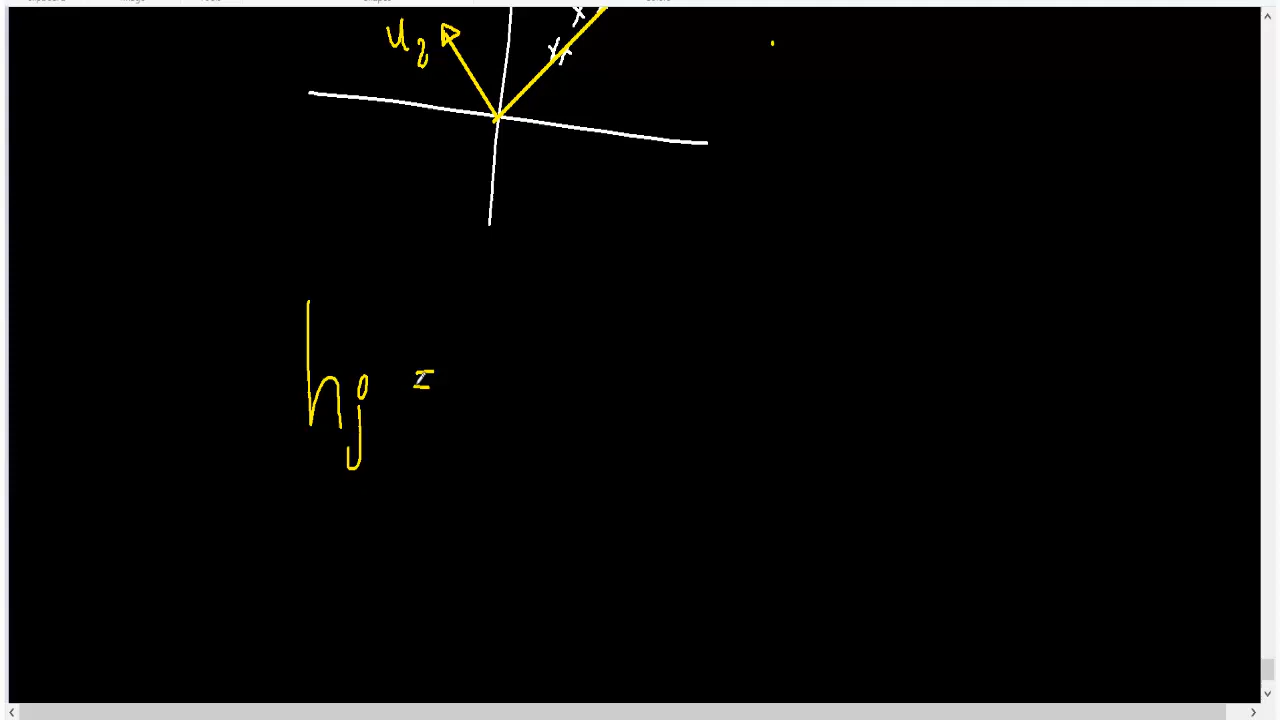 u₂
hj =